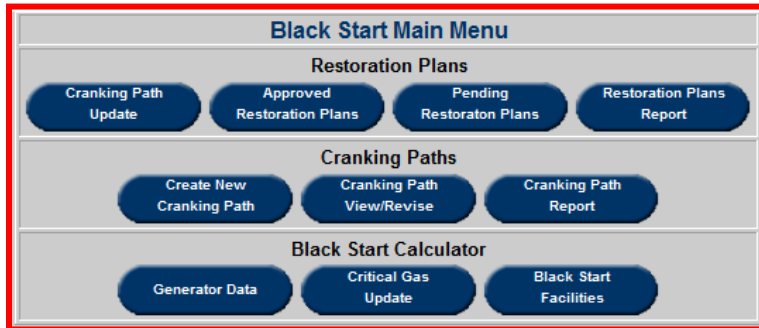 Black Start Main Menu
Restoration Plans
Cranking Path
Update
Approved
Restoration Plans
Pending
Restoraton Plans
Restoration Plans
Report
Cranking Paths
Create New
Cranking Path
Cranking Path
View/Revise
Cranking Path
Report
Black Start Calculator
Generator Data
Critical Gas
Update
Black Start
Facilities